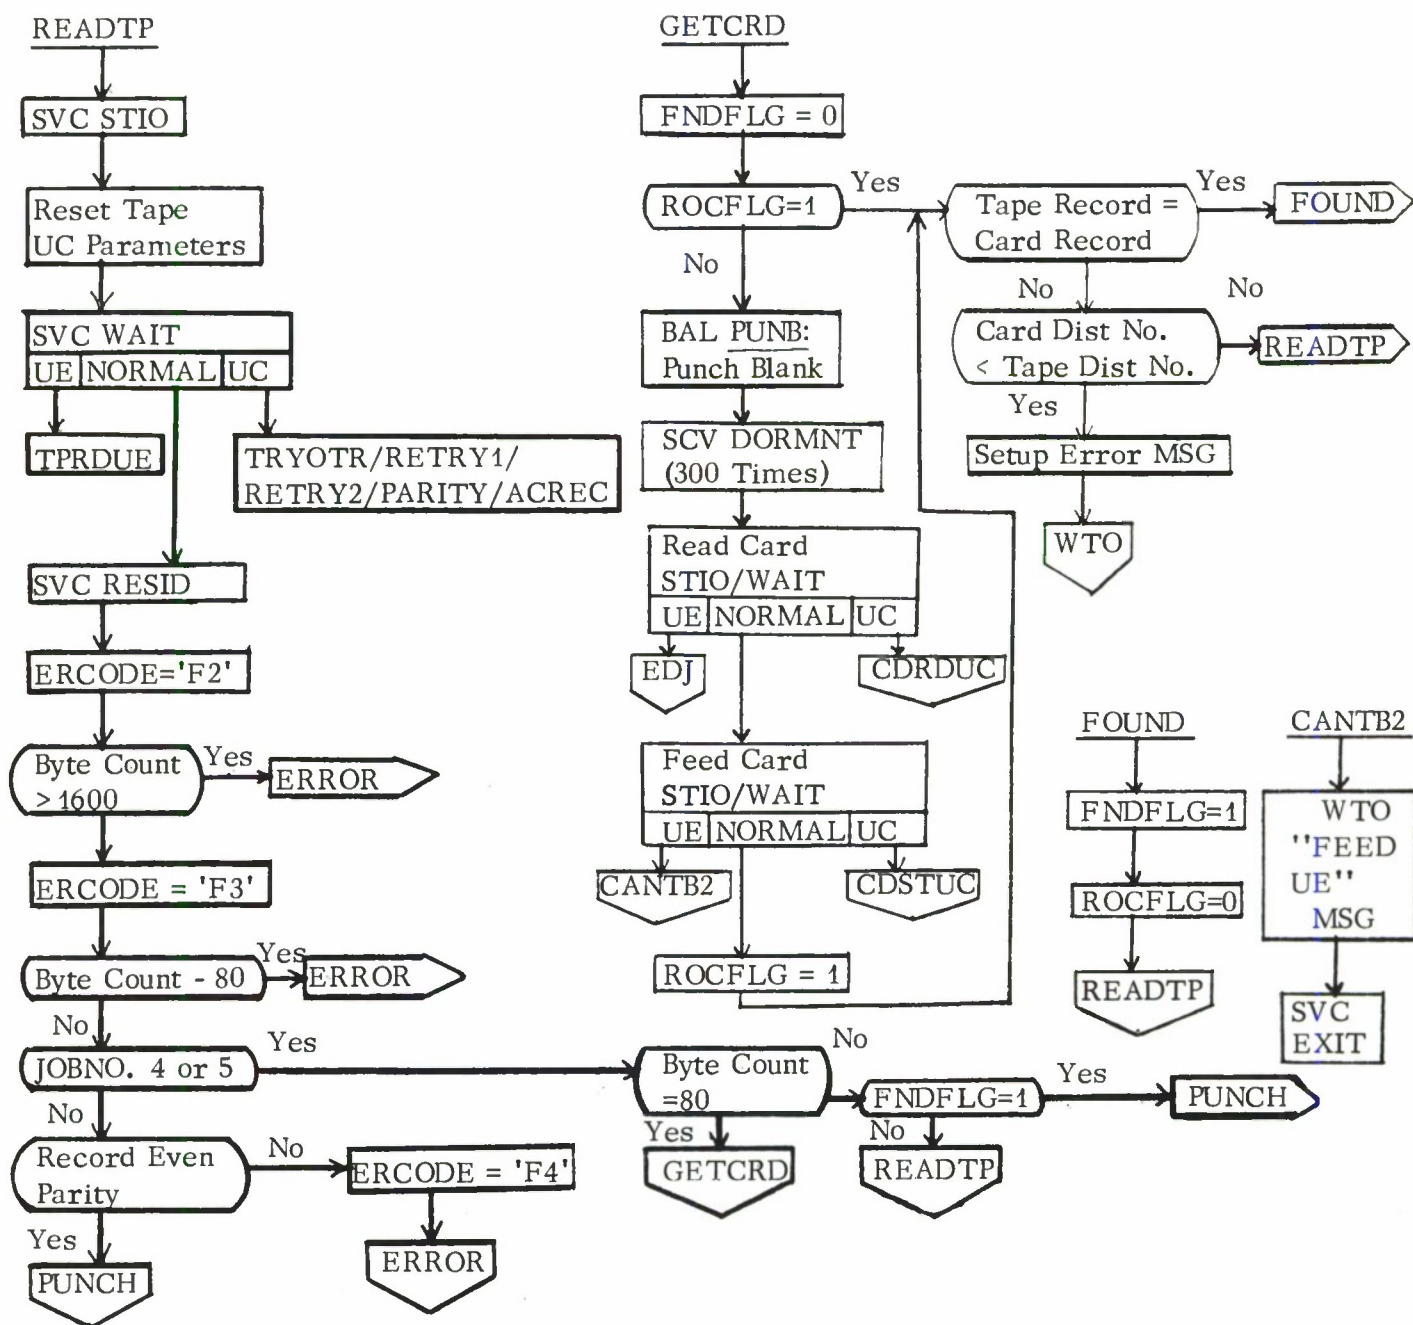 READTP
SVC STIO
Reset Tape
UC Parameters
SVC WAIT
UE NORMAL UC
TPRDUE
TRYOTR/RETRY1/
RETRY2/PARITY/ACREC
SVC RESID
ERCODE='F2'
Byte Count
>1600
Yes
ERROR
ERCODE = 'F3'
Byte Count - 80
Yes
ERROR
No
JOBNO. 4 or 5
Yes
No
Record Even
Parity
No
ERCODE = 'F4'
ERROR
Yes
PUNCH
Byte Count
=80
No
Yes
GETCRD
FNDFLG=1
Yes
PUNCH
No
READTP
GETCRD
FNDFLG = 0
ROCFLG=1
Yes
No
BAL PUNB:
Punch Blank
SCV DORMNT
(300 Times)
Read Card
STIO/WAIT
UE NORMAL UC
EDJ
CDRDUC
Feed Card
STIO/WAIT
UE NORMAL UC
CANTB2
CDSTUC
ROCFLG = 1
Tape Record =
Card Record
Yes
FOUND
No
No
Card Dist No.
< Tape Dist No.
READTP
Yes
Setup Error MSG
WTO
FOUND
FNDFLG=1
ROCFLG=0
READTP
CANTB2
WTO
"FEED
UE"
MSG
SVC
EXIT